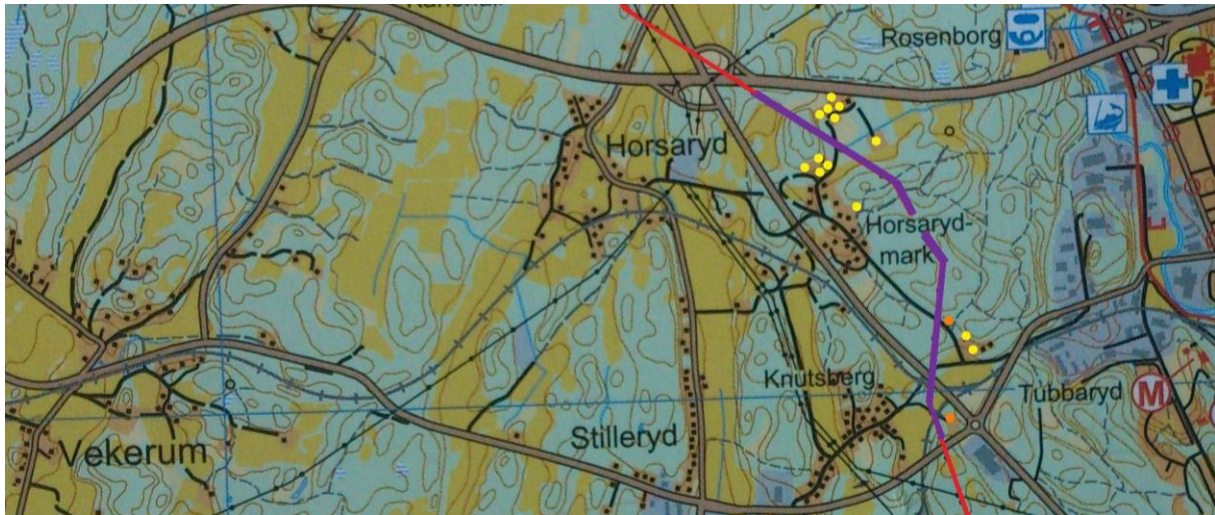 Rosenborg
Horsaryd
Horsaryd-
mark
Knutsberg
Tubbaryd
M
Stilleryd
Vekerum